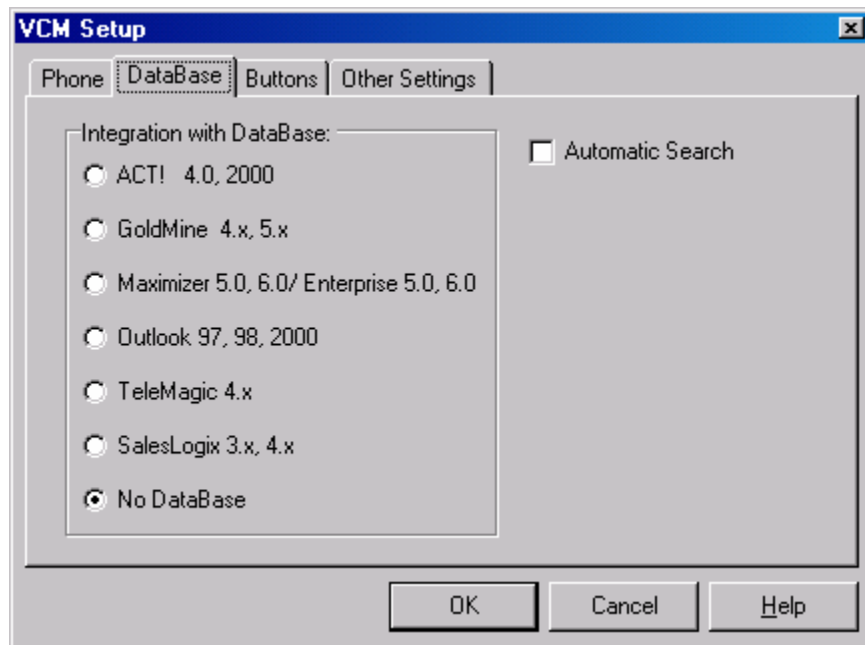 VCM Setup
Phone DataBase Buttons Other Settings
Integration with DataBase:
Automatic Search
ACT! 4.0, 2000
GoldMine 4.x, 5.x
Maximizer 5.0, 6.0/ Enterprise 5.0, 6.0
Outlook 97, 98, 2000
TeleMagic 4.x
SalesLogix 3.x, 4.x
No DataBase
OK Cancel Help